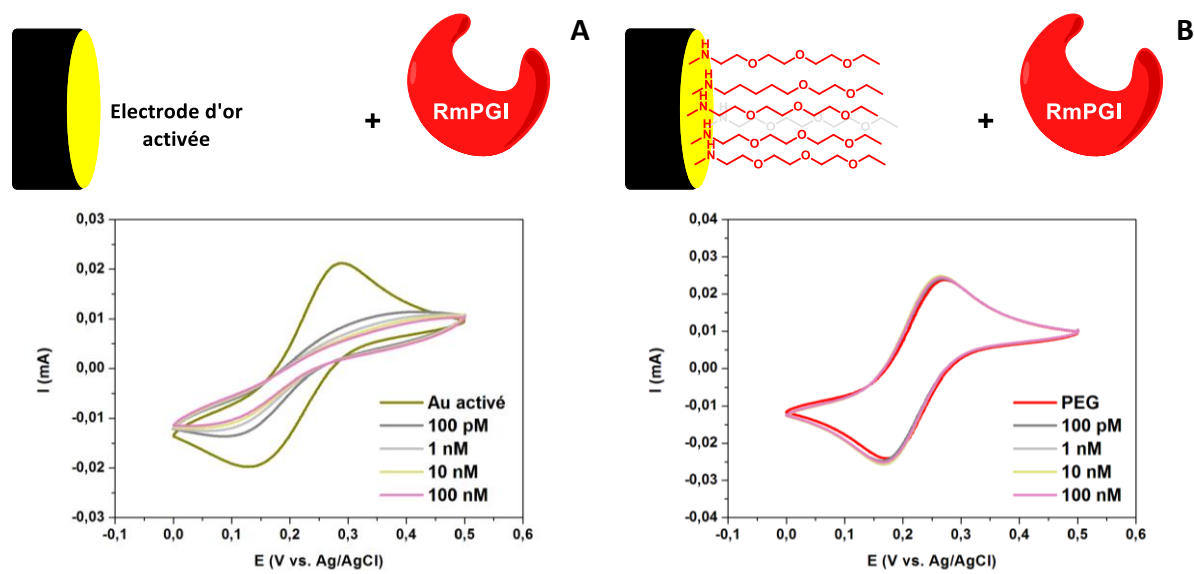 A
Electrode d'or
activée
+
RmPGI
B
H
N
O
O
O
H
N
O
O
H
N
O
O
O
H
N
O
O
O
H
N
O
O
O
+
RmPGI
0,03
0,02
0,01
0,00
-0,01
-0,02
-0,03
I (mA)
-0,1 0,0 0,1 0,2 0,3 0,4 0,5 0,6
E (V vs. Ag/AgCl)
Au activé
100 pM
1 nM
10 nM
100 nM
0,04
0,03
0,02
0,01
0,00
-0,01
-0,02
-0,03
-0,04
I (mA)
-0,1 0,0 0,1 0,2 0,3 0,4 0,5 0,6
E (V vs. Ag/AgCl)
PEG
100 pM
1 nM
10 nM
100 nM